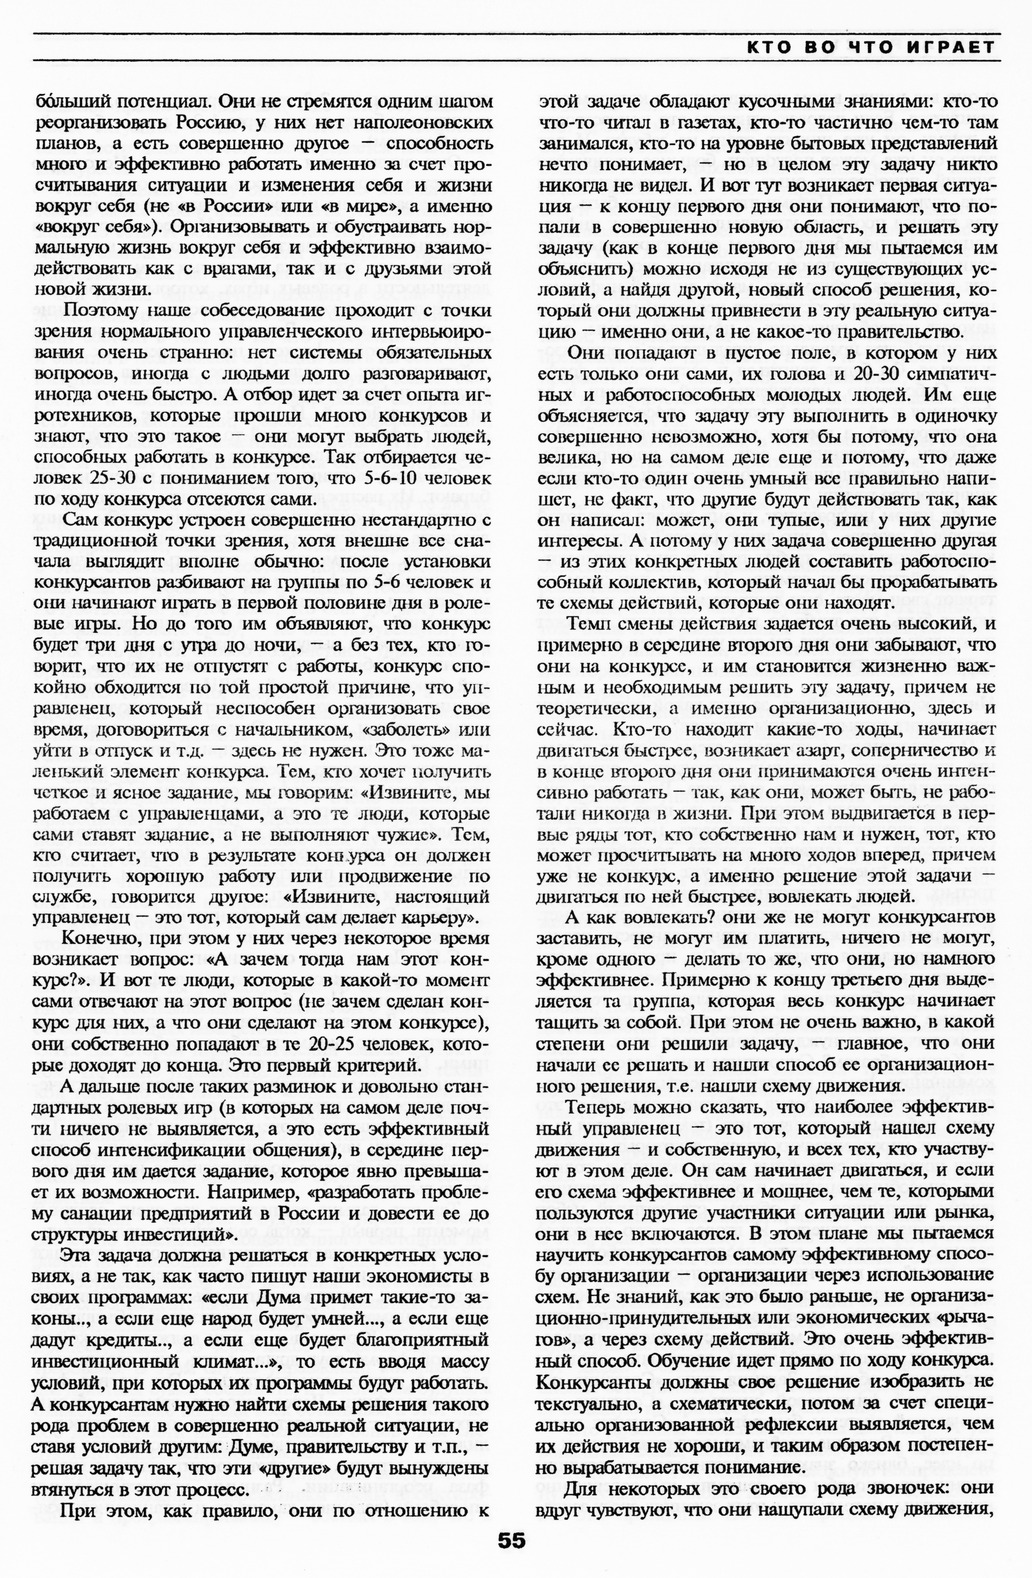 КТО ВО ЧТО ИГРАЕТ
бо́льший потенциал. Они не стремятся одним шагом
реорганизовать Россию, у них нет наполеоновских
планов, а есть совершенно другое — способность
много и эффективно работать именно за счет про-
считывания ситуации и изменения себя и жизни
вокруг себя (не «в России» или «в мире», а именно
«вокруг себя»). Организовывать и обустраивать нор-
мальную жизнь вокруг себя и эффективно взаимо-
действовать как с врагами, так и с друзьями этой
новой жизни.
Поэтому наше собеседование проходит с точки
зрения нормального управленческого интервьюиро-
вания очень странно: нет системы обязательных
вопросов, иногда с людьми долго разговаривают,
иногда очень быстро. А отбор идет за счет опыта иг-
ротехников, которые прошли много конкурсов и
знают, что это такое — они могут выбрать людей,
способных работать в конкурсе. Так отбирается че-
ловек 25-30 с пониманием того, что 5-6-10 человек
по ходу конкурса отсеются сами.
Сам конкурс устроен совершенно нестандартно с
традиционной точки зрения, хотя внешне все сна-
чала выглядит вполне обычно: после установки
конкурсантов разбивают на группы по 5-6 человек и
они начинают играть в первой половине дня в роле-
вые игры. Но до того им объявляют, что конкурс
будет три дня с утра до ночи, — а без тех, кто го-
ворит, что их не отпустят с работы, конкурс спо-
койно обходится по той простой причине, что уп-
равленец, который неспособен организовать свое
время, договориться с начальником, «заболеть» или
уйти в отпуск и т.д. — здесь не нужен. Это тоже ма-
ленький элемент конкурса. Тем, кто хочет получить
четкое и ясное задание, мы говорим: «Извините, мы
работаем с управленцами, а это те люди, которые
сами ставят задание, а не выполняют чужие». Тем,
кто считает, что в результате конкурса он должен
получить хорошую работу или продвижение по
службе, говорится другое: «Извините, настоящий
управленец — это тот, который сам делает карьеру».
Конечно, при этом у них через некоторое время
возникает вопрос: «А зачем тогда нам этот кон-
курс?». И вот те люди, которые в какой-то момент
сами отвечают на этот вопрос (не зачем сделан кон-
курс для них, а что они сделают на этом конкурсе),
они собственно попадают в те 20-25 человек, кото-
рые доходят до конца. Это первый критерий.
А дальше после таких разминок и довольно стан-
дартных ролевых игр (в которых на самом деле поч-
ти ничего не выявляется, а это есть эффективный
способ интенсификации общения), в середине пер-
вого дня им дается задание, которое явно превыша-
ет их возможности. Например, «разработать пробле-
му санации предприятий в России и довести ее до
структуры инвестиций».
Эта задача должна решаться в конкретных усло-
виях, а не так, как часто пишут наши экономисты в
своих программах: «если Дума примет такие-то за-
коны.., а если еще народ будет умней..., а если еще
дадут кредиты.., а если еще будет благоприятный
инвестиционный климат...», то есть вводя массу
условий, при которых их программы будут работать.
А конкурсантам нужно найти схемы решения такого
рода проблем в совершенно реальной ситуации, не
ставя условий другим: Думе, правительству и т.п., —
решая задачу так, что эти «другие» будут вынуждены
втянуться в этот процесс.
При этом, как правило, они по отношению к
этой задаче обладают кусочными знаниями: кто-то
что-то читал в газетах, кто-то частично чем-то там
занимался, кто-то на уровне бытовых представлений
нечто понимает, — но в целом эту задачу никто
никогда не видел. И вот тут возникает первая ситуа-
ция — к концу первого дня они понимают, что по-
пали в совершенно новую область, и решать эту
задачу (как в конце первого дня мы пытаемся им
объяснить) можно исходя не из существующих ус-
ловий, а найдя другой, новый способ решения, ко-
торый они должны привнести в эту реальную ситуа-
цию — именно они, а не какое-то правительство.
Они попадают в пустое поле, в котором у них
есть только они сами, их голова и 20-30 симпатич-
ных и работоспособных молодых людей. Им еще
объясняется, что задачу эту выполнить в одиночку
совершенно невозможно, хотя бы потому, что она
велика, но на самом деле еще и потому, что даже
если кто-то один очень умный все правильно напи-
шет, не факт, что другие будут действовать так, как
он написал: может, они тупые, или у них другие
интересы. А потому у них задача совершенно другая
— из этих конкретных людей составить работоспо-
собный коллектив, который начал бы прорабатывать
те схемы действий, которые они находят.
Темп смены действия задается очень высокий, и
примерно в середине второго дня они забывают, что
они на конкурсе, и им становится жизненно важ-
ным и необходимым решить эту задачу, причем не
теоретически, а именно организационно, здесь и
сейчас. Кто-то находит какие-то ходы, начинает
двигаться быстрее, возникает азарт, соперничество и
в конце второго дня они принимаются очень интен-
сивно работать — так, как они, может быть, не рабо-
тали никогда в жизни. При этом выдвигается в пер-
вые ряды тот, кто собственно нам и нужен, тот, кто
может просчитывать на много ходов вперед, причем
уже не конкурс, а именно решение этой задачи —
двигаться по ней быстрее, вовлекать людей.
А как вовлекать? они же не могут конкурсантов
заставить, не могут им платить, ничего не могут,
кроме одного — делать то же, что они, но намного
эффективнее. Примерно к концу третьего дня выде-
ляется та группа, которая весь конкурс начинает
тащить за собой. При этом не очень важно, в какой
степени они решили задачу, — главное, что они
начали ее решать и нашли способ ее организацион-
ного решения, т.е. нашли схему движения.
Теперь можно сказать, что наиболее эффектив-
ный управленец — это тот, который нашел схему
движения — и собственную, и всех тех, кто участву-
ют в этом деле. Он сам начинает двигаться, и если
его схема эффективнее и мощнее, чем те, которыми
пользуются другие участники ситуации или рынка,
они в нее включаются. В этом плане мы пытаемся
научить конкурсантов самому эффективному спосо-
бу организации — организации через использование
схем. Не знаний, как это было раньше, не организа-
ционно-принудительных или экономических «рыча-
гов», а через схему действий. Это очень эффектив-
ный способ. Обучение идет прямо по ходу конкурса.
Конкурсанты должны свое решение изобразить не
текстуально, а схематически, потом за счет специ-
ально организованной рефлексии выявляется, чем
их действия не хороши, и таким образом постепен-
но вырабатывается понимание.
Для некоторых это своего рода звоночек: они
вдруг чувствуют, что они нащупали схему движения,
55